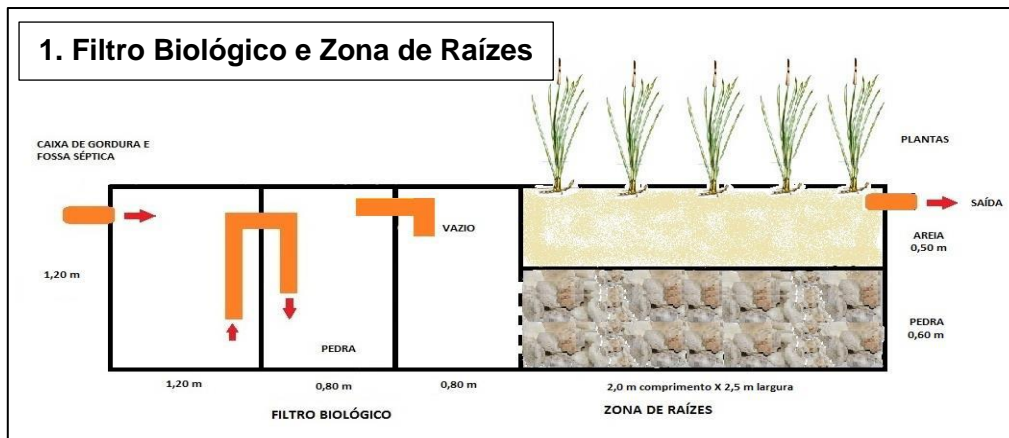 1. Filtro Biológico e Zona de Raízes
CAIXA DE GORDURA E
FOSSA SÉPTICA
PLANTAS
SAÍDA
VAZIO
AREIA
0,50 m
1,20 m
PEDRA
0,60 m
PEDRA
1,20 m
0,80 m
0,80 m
2,0 m comprimento X 2,5 m largura
FILTRO BIOLÓGICO
ZONA DE RAÍZES